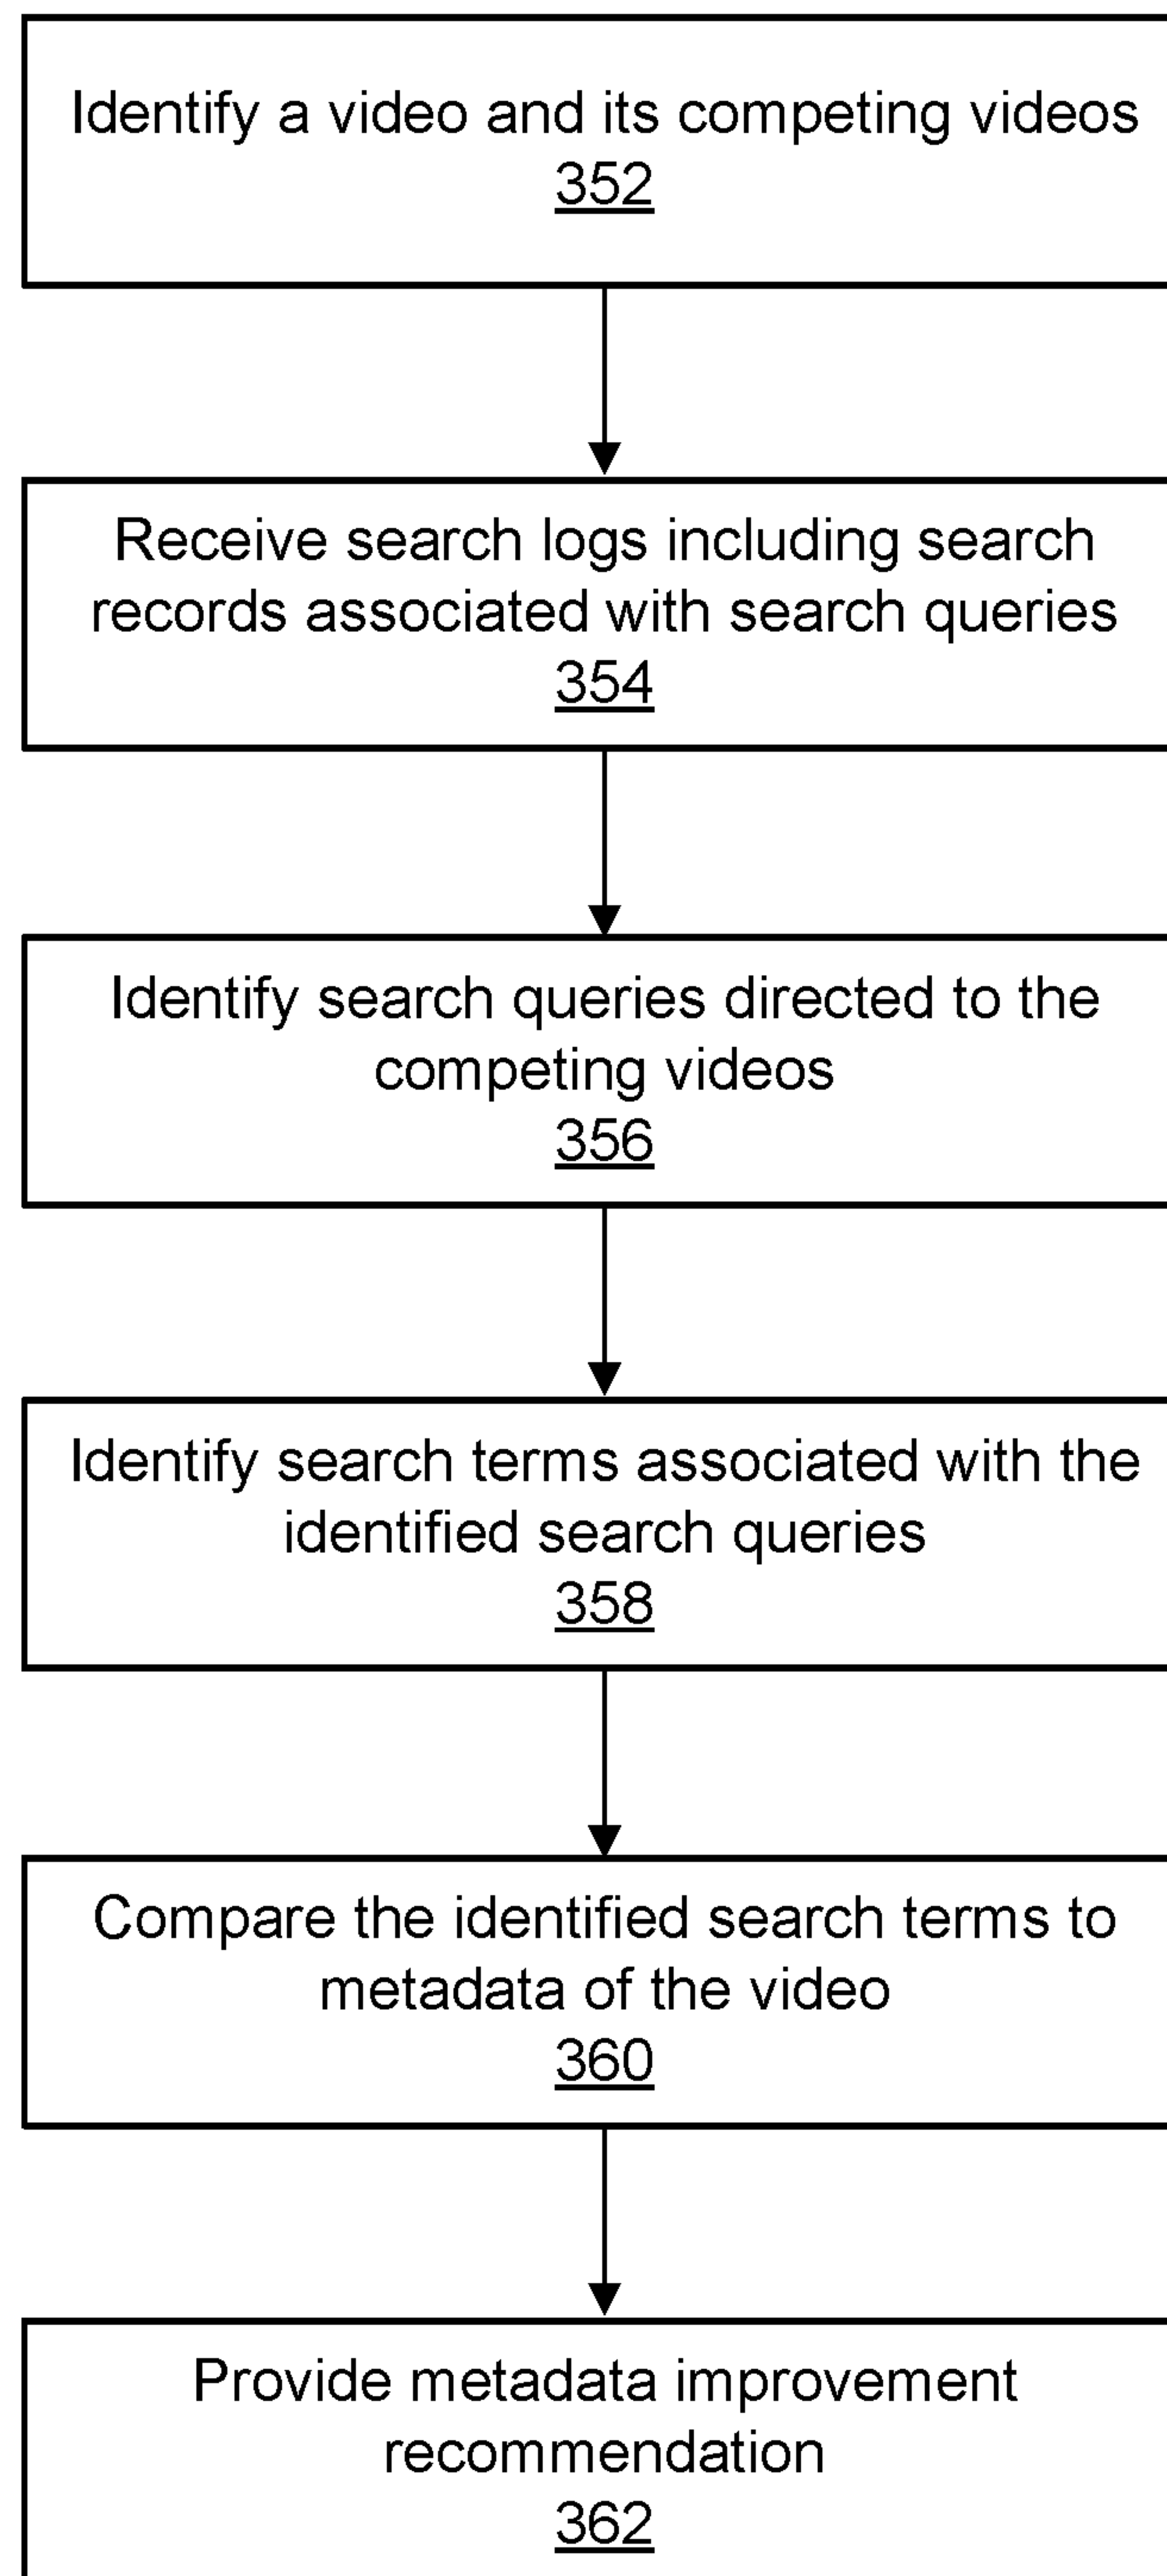 Identify a video and its competing videos
352
Receive search logs including search
records associated with search queries
354
Identify search queries directed to the
competing videos
356
Identify search terms associated with the
identified search queries
358
Compare the identified search terms to
metadata of the video
360
Provide metadata improvement
recommendation
362